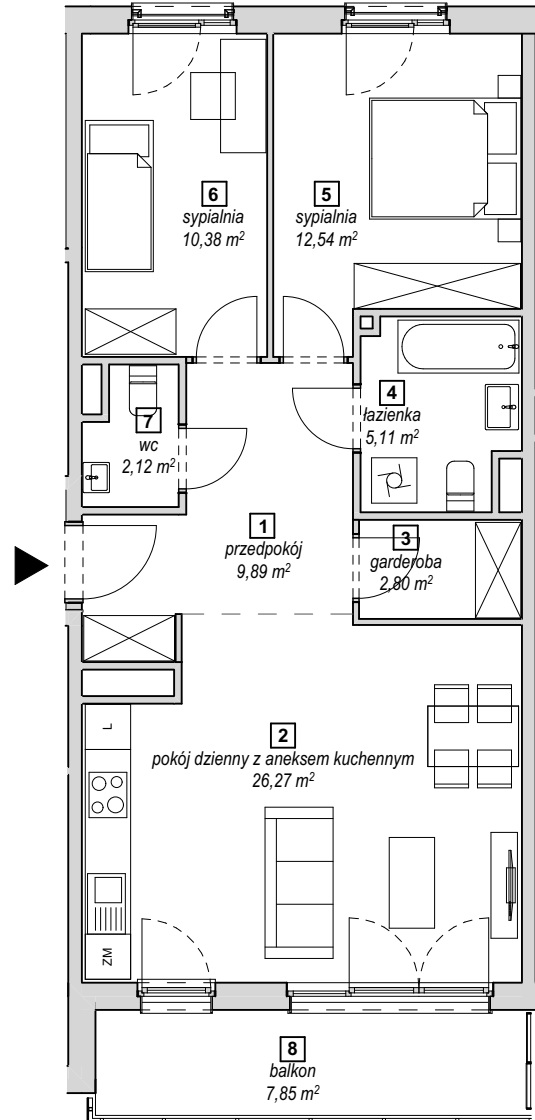 6
sypialnia
10,38 m²
5
sypialnia
12,54 m²
4
łazienka
5,11 m²
7
wc
2,12 m²
1
przedpokój
9,89 m²
3
garderoba
2,80 m²
L
2
pokój dzienny z aneksem kuchennym
26,27 m²
ZM
8
balkon
7,85 m²